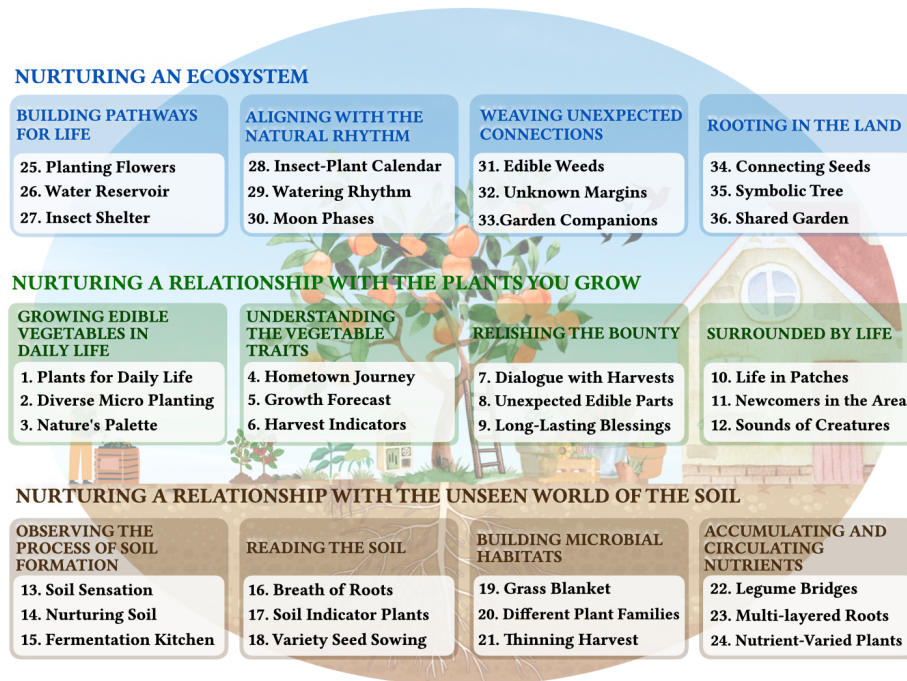 NURTURING AN ECOSYSTEM
BUILDING PATHWAYS
FOR LIFE
25. Planting Flowers
26. Water Reservoir
27. Insect Shelter
ALIGNING WITH THE
NATURAL RHYTHM
28. Insect-Plant Calendar
29. Watering Rhythm
30. Moon Phases
WEAVING UNEXPECTED
CONNECTIONS
31. Edible Weeds
32. Unknown Margins
33.Garden Companions
ROOTING IN THE LAND
34. Connecting Seeds
35. Symbolic Tree
36. Shared Garden
NURTURING A RELATIONSHIP WITH THE PLANTS YOU GROW
GROWING EDIBLE
VEGETABLES IN
DAILY LIFE
1. Plants for Daily Life
2. Diverse Micro Planting
3. Nature's Palette
UNDERSTANDING
THE VEGETABLE
TRAITS
4. Hometown Journey
5. Growth Forecast
6. Harvest Indicators
RELISHING THE BOUNTY
7. Dialogue with Harvests
8. Unexpected Edible Parts
9. Long-Lasting Blessings
SURROUNDED BY LIFE
10. Life in Patches
11. Newcomers in the Area
12. Sounds of Creatures
NURTURING A RELATIONSHIP WITH THE UNSEEN WORLD OF THE SOIL
OBSERVING THE
PROCESS OF SOIL
FORMATION
13. Soil Sensation
14. Nurturing Soil
15. Fermentation Kitchen
READING THE SOIL
16. Breath of Roots
17. Soil Indicator Plants
18. Variety Seed Sowing
BUILDING MICROBIAL
HABITATS
19. Grass Blanket
20. Different Plant Families
21. Thinning Harvest
ACCUMULATING AND
CIRCULATING
NUTRIENTS
22. Legume Bridges
23. Multi-layered Roots
24. Nutrient-Varied Plants